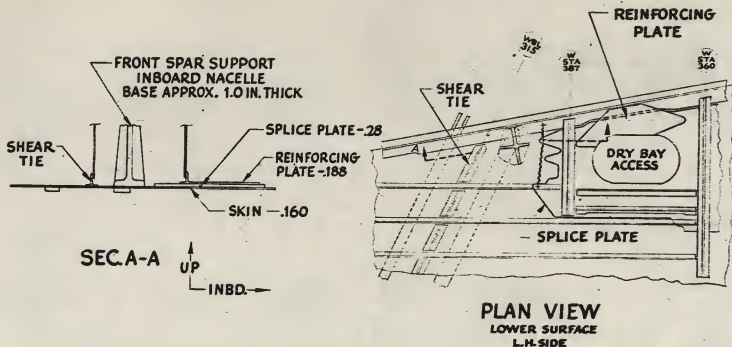 FRONT SPAR SUPPORT
INBOARD NACELLE
BASE APPROX. 1.0 IN. THICK
SHEAR
TIE
SPLICE PLATE-.28
REINFORCING
PLATE-.188
SKIN-.160
SEC. A-A
UP
INBD.
REINFORCING
PLATE
WBL
315
W
STA
387
W
STA
360
SHEAR
TIE
A
DRY BAY
ACCESS
SPLICE PLATE
PLAN VIEW
LOWER SURFACE
L.H. SIDE